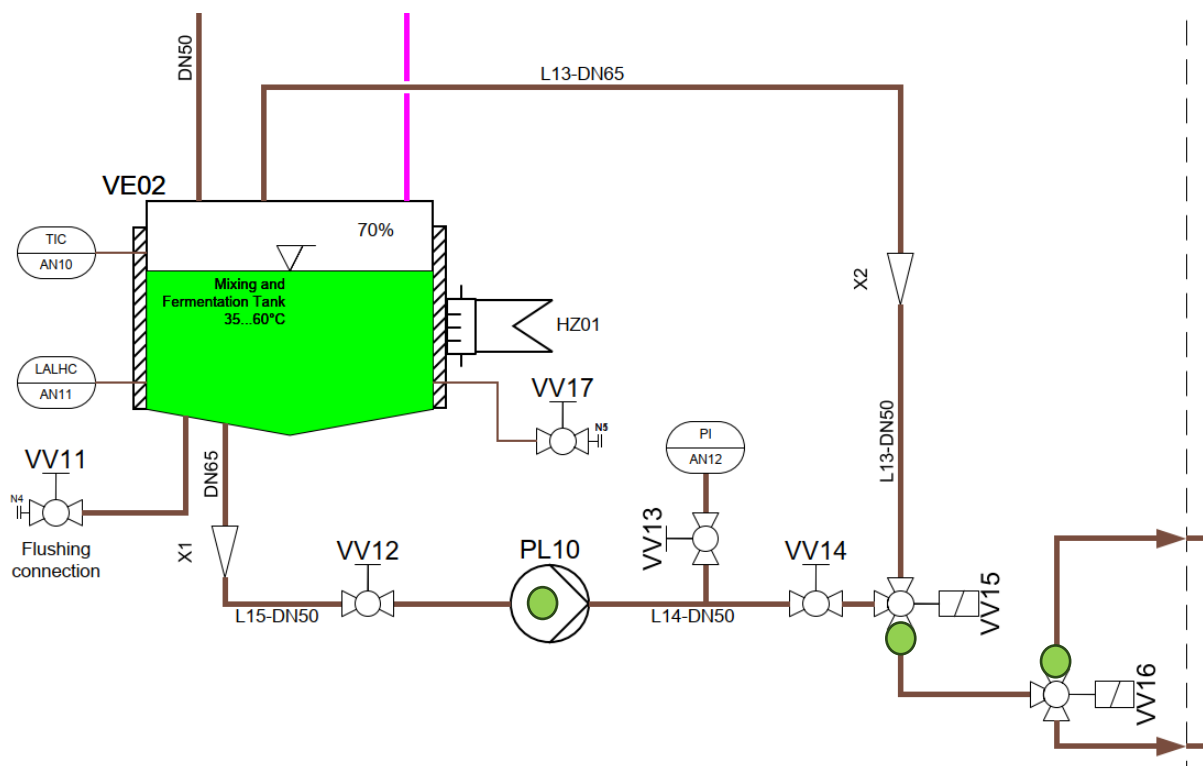 DN50
L13-DN65
VE02
70%
TIC
AN10
Mixing and
Fermentation Tank
35...60°C
X2
HZ01
LALHC
AN11
VV17
N5
PI
AN12
L13-DN50
VV11
N4
DN65
Flushing
connection
X1
VV12
PL10
VV13
VV14
L15-DN50
L14-DN50
VV15
VV16